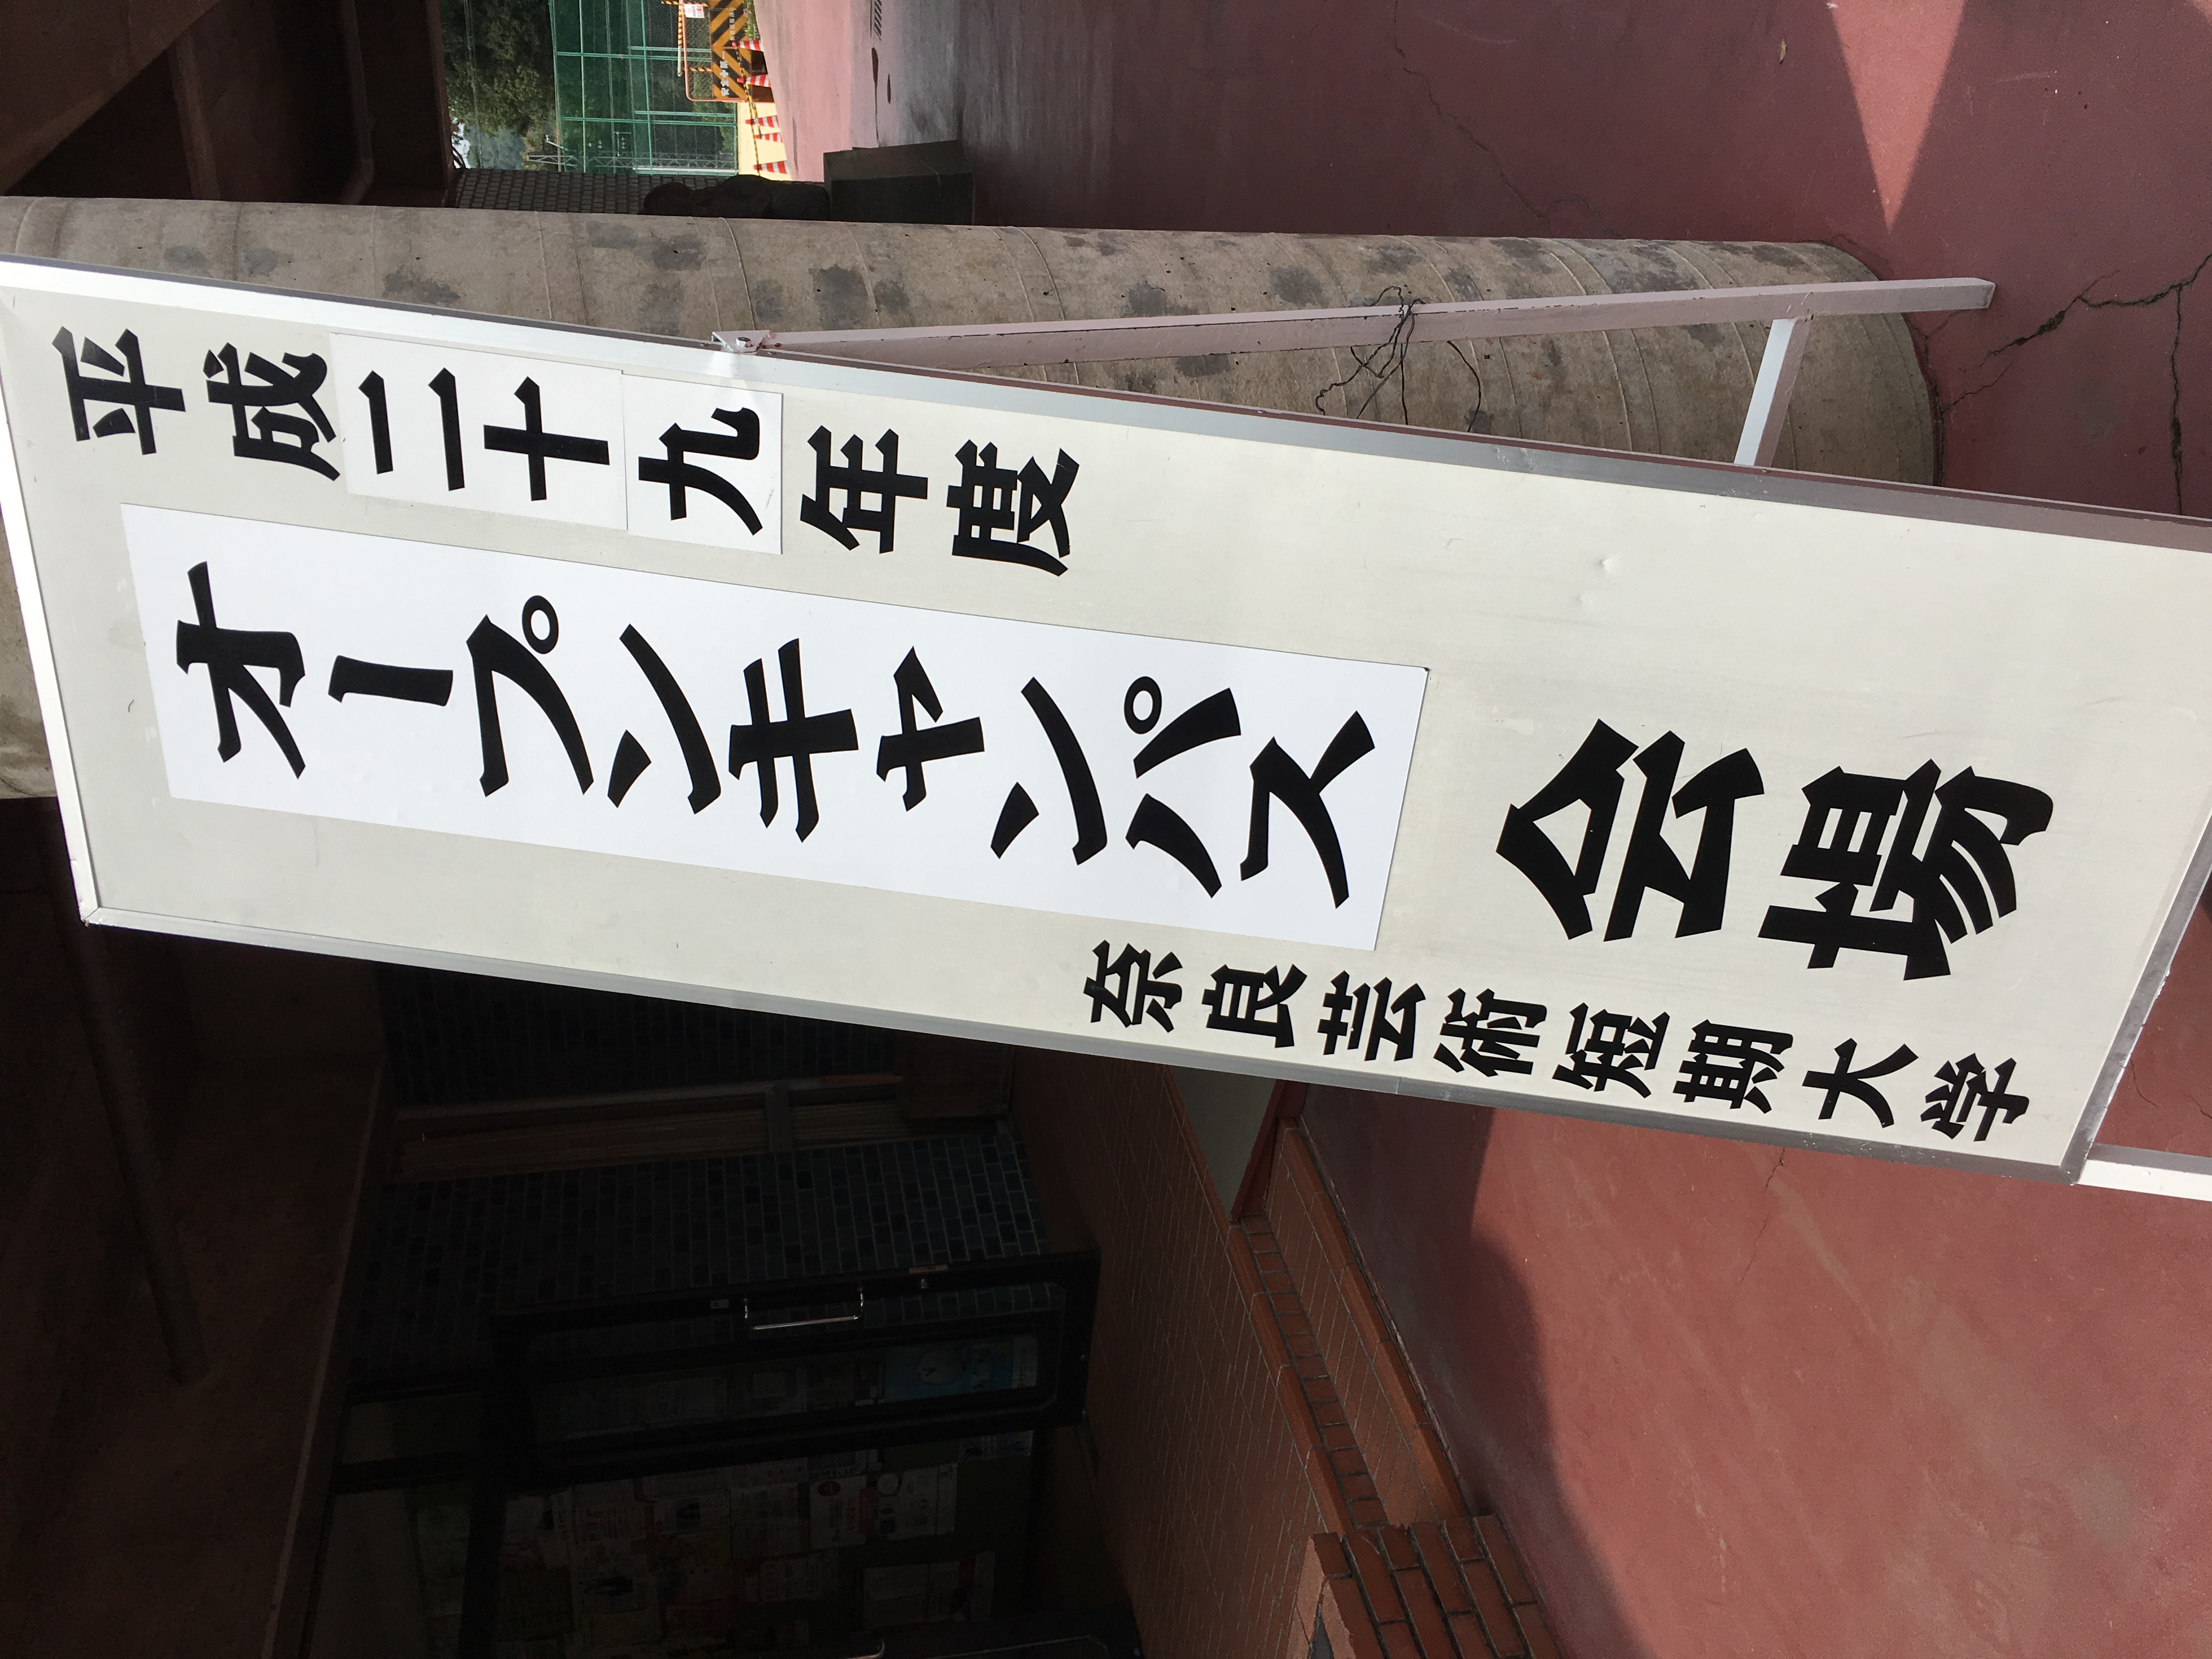 平成二十九年度
オープンキャンパス会場
奈良芸術短期大学